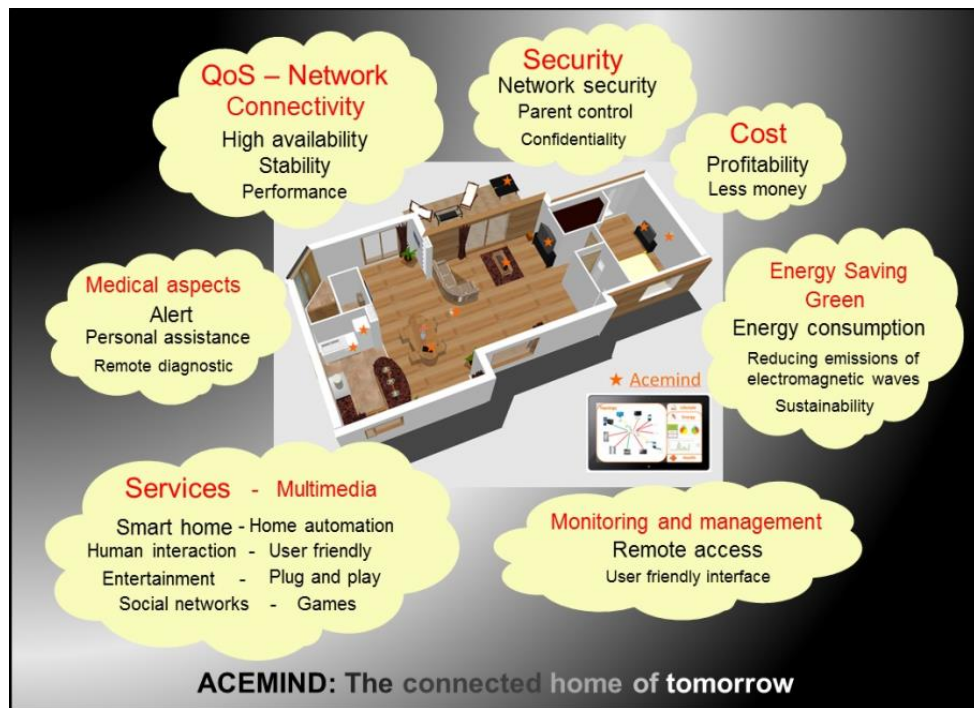 QoS – Network
Connectivity
High availability
Stability
Performance
Security
Network security
Parent control
Confidentiality
Cost
Profitability
Less money
Medical aspects
Alert
Personal assistance
Remote diagnostic
Energy Saving
Green
Energy consumption
Reducing emissions of
electromagnetic waves
Sustainability
★ Acemind
Services - Multimedia
Smart home - Home automation
Human interaction - User friendly
Entertainment - Plug and play
Social networks - Games
Monitoring and management
Remote access
User friendly interface
ACEMIND: The connected home of tomorrow